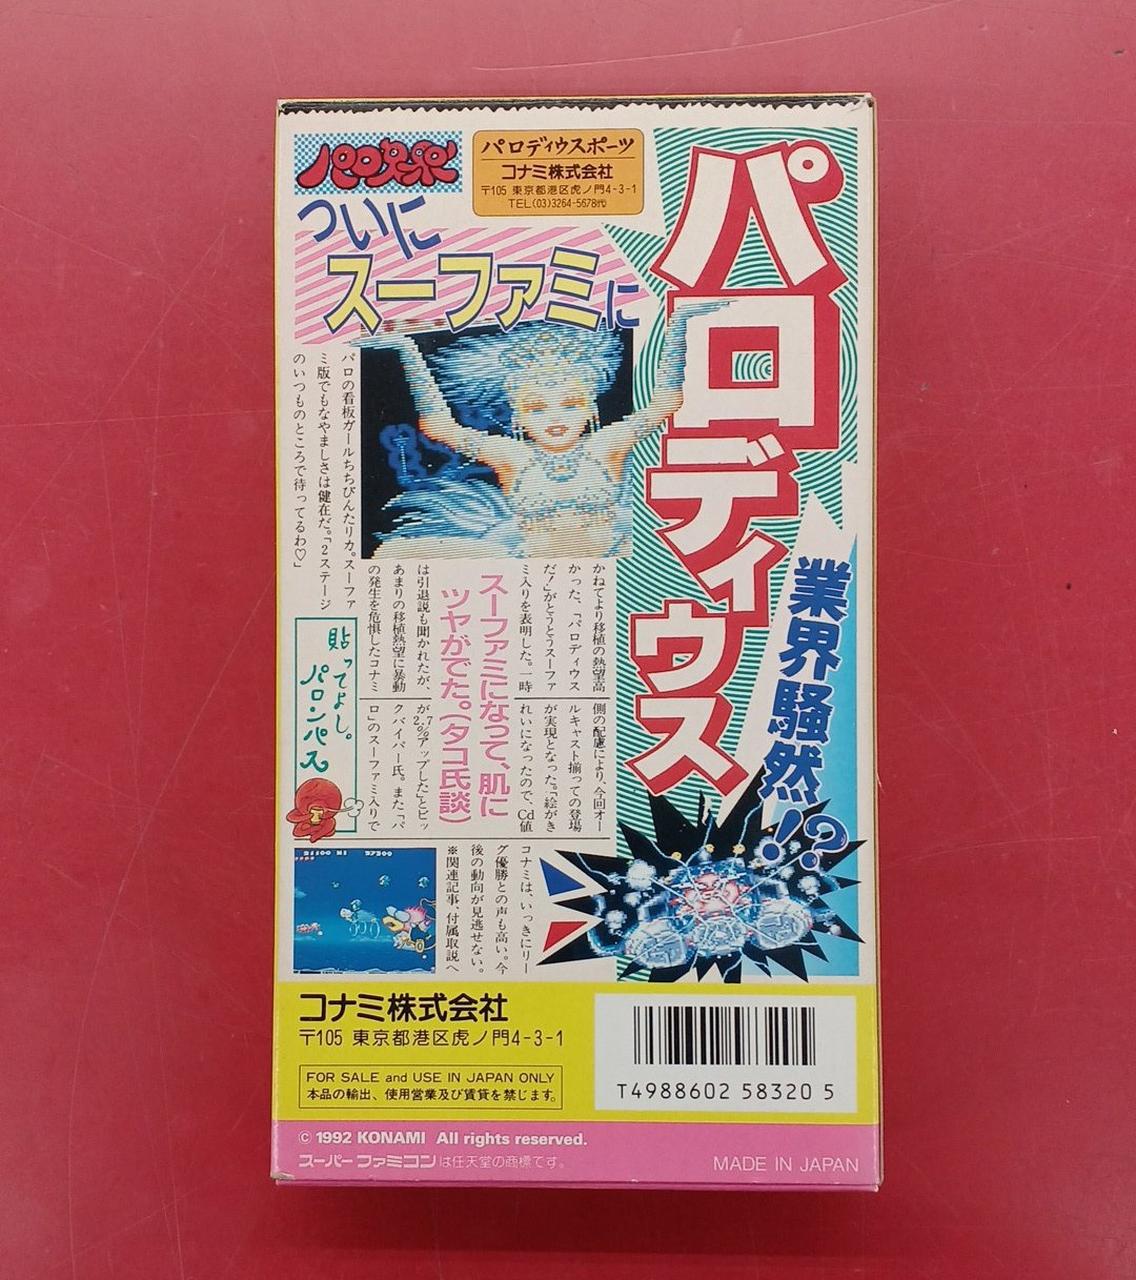 パロ夕ポ
パロディウスポーツ
コナミ株式会社
〒105 東京都港区虎ノ門4-3-1
TEL(03)3264-5678㈹
パロディウス
業界騒然!?
ついに
スーファミに
パロの看板ガールちちびんたリカ。スーファ
ミ版でもなやましさは健在だ。「2ステージ
のいつものところで待ってるわ♡」
かねてより移植の熱望高
かった、「パロディウス
だ!」がとうとうスーファ
ミ入りを表明した。一時
は引退説も聞かれたが、
あまりの移植熱望に暴動
の発生を危惧したコナミ
側の配慮により、今回オー
ルキャスト揃っての登場
が実現となった。「絵がき
れいになったので、Cd値
が.7%アップした」とビッ
クバイパー氏。また「パ
ロ」のスーファミ入りで
スーファミになって、肌に
ツヤがでた。(タコ氏談)
コナミは、いっきにリー
グ優勝との声も高い。今
後の動向が見逃せない。
※関連記事、付属取説へ
貼ってよし。
パロンパス
コナミ株式会社
〒105 東京都港区虎ノ門4-3-1
FOR SALE and USE IN JAPAN ONLY
本品の輸出、使用営業及び賃貸を禁じます。
T4988602 58320 5
© 1992 KONAMI All rights reserved.
スーパーファミコンは任天堂の商標です。
MADE IN JAPAN